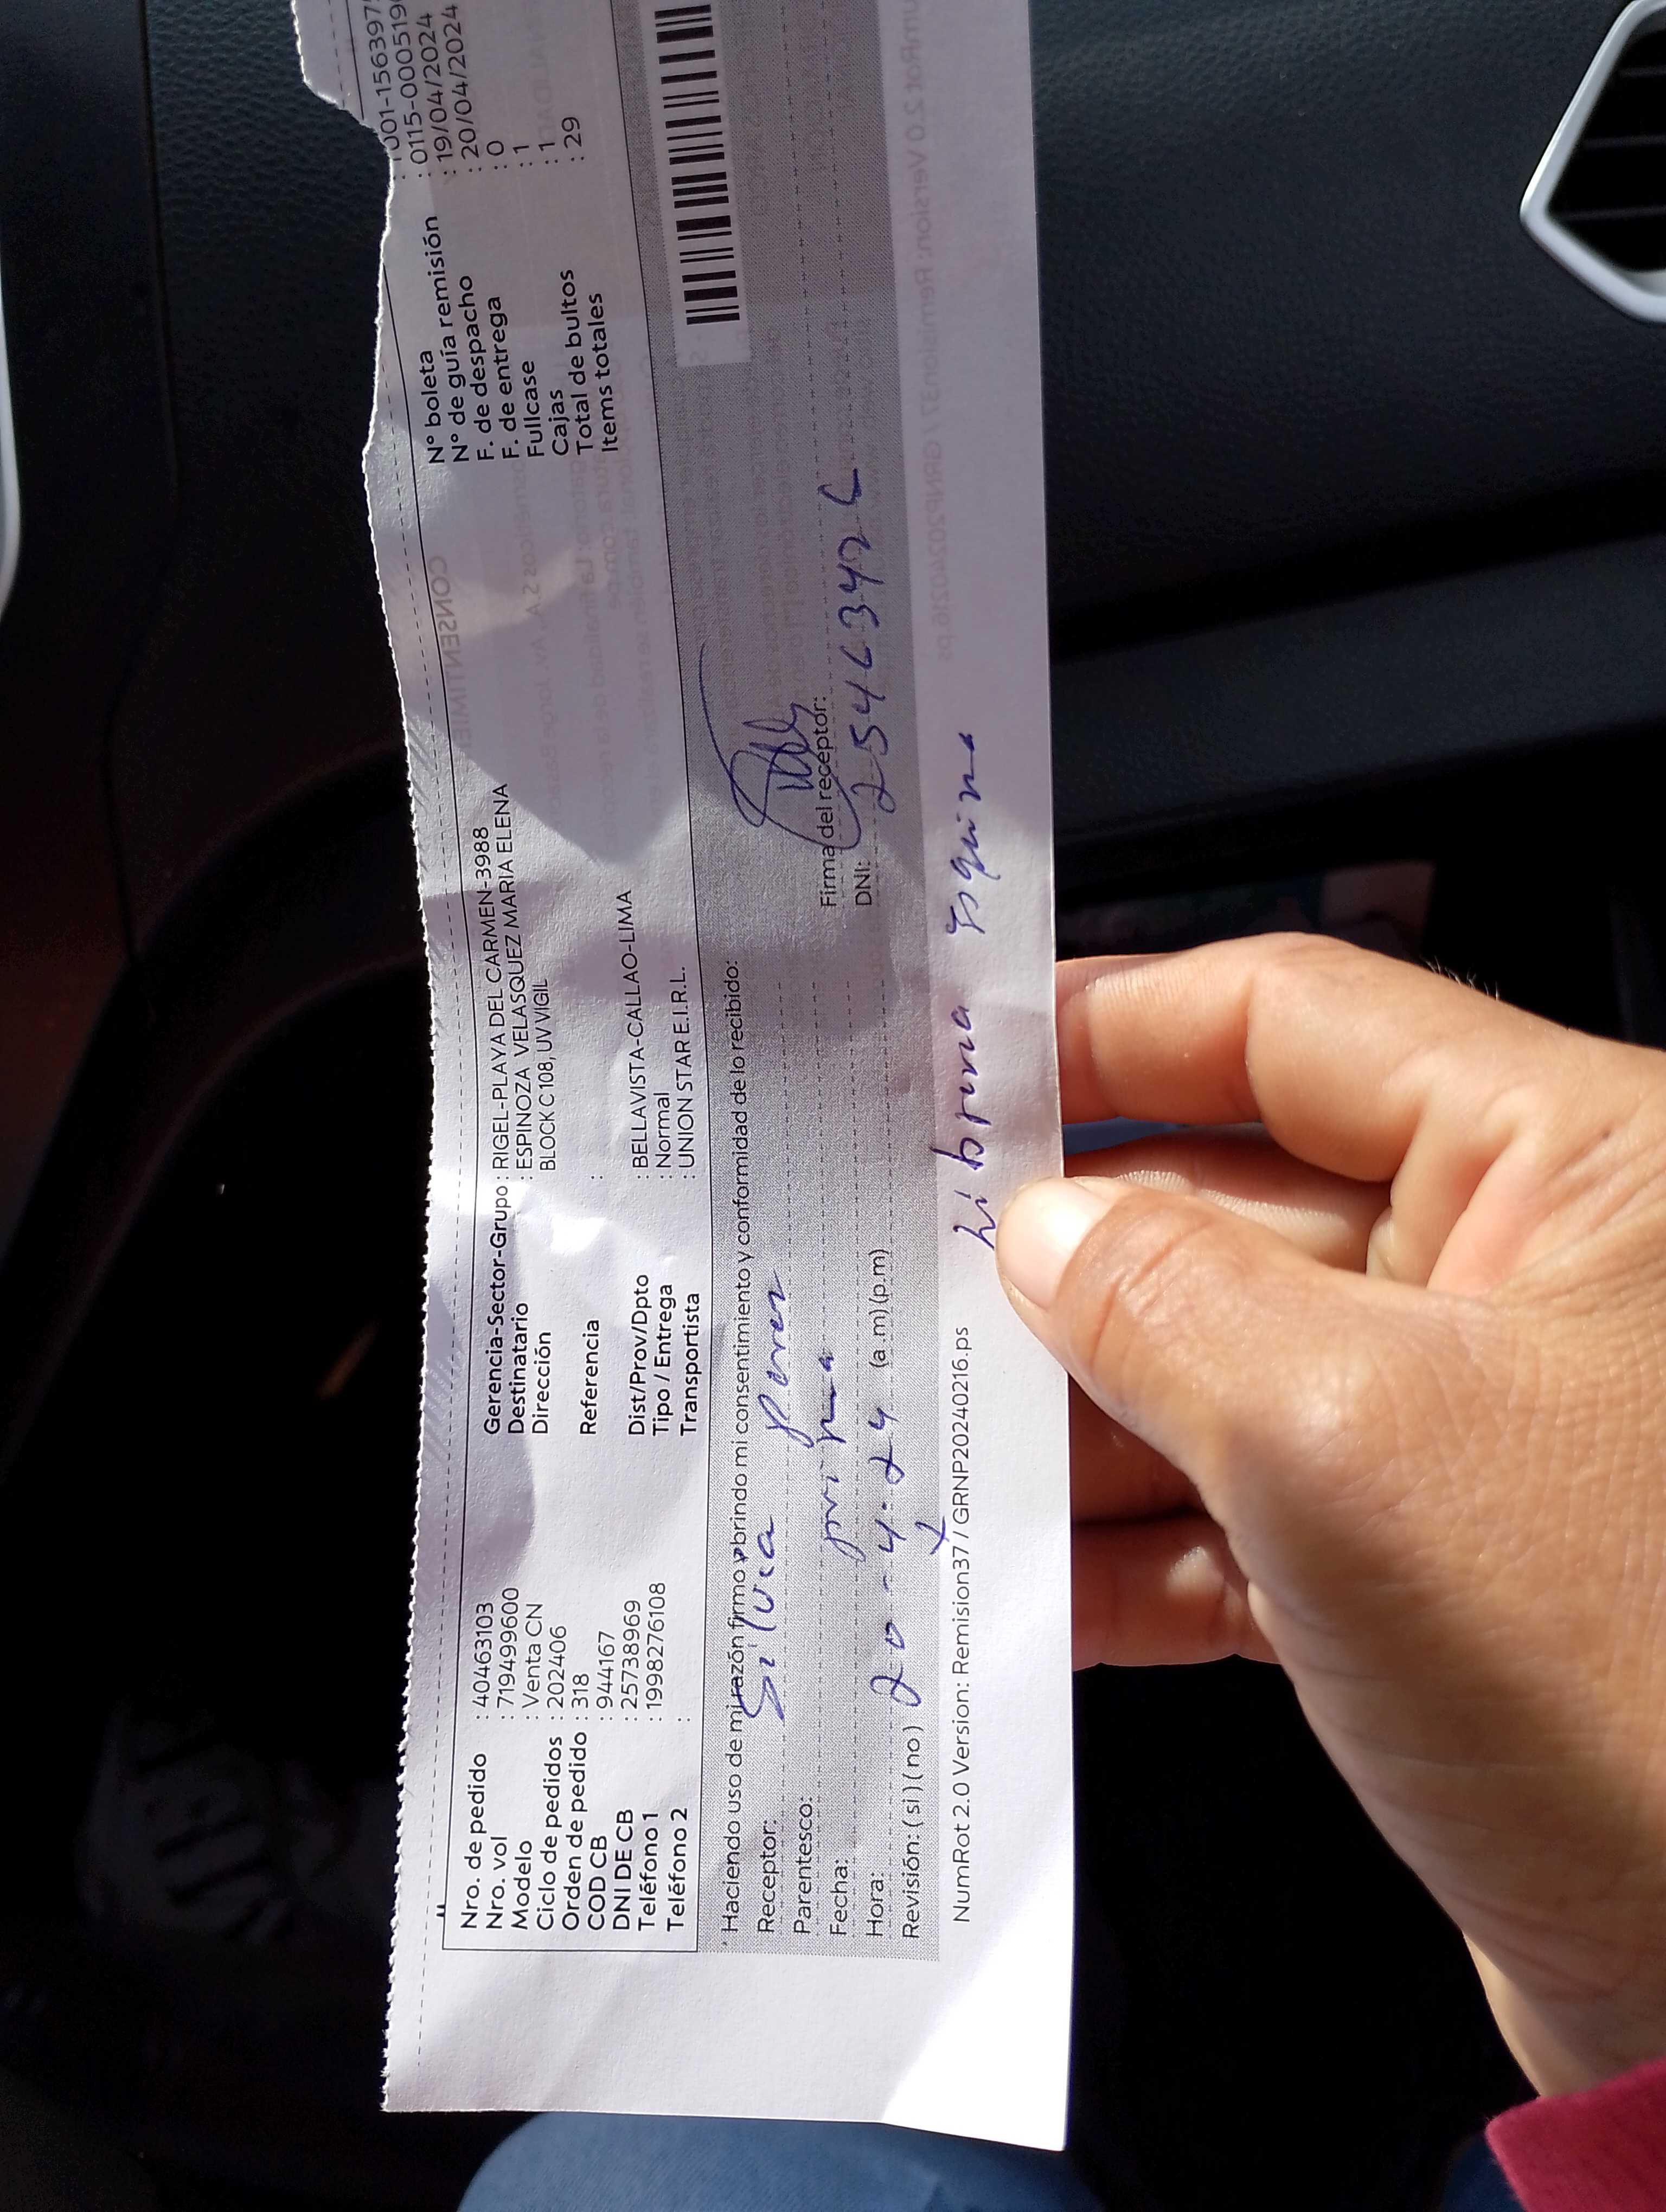 Nro. de pedido : 40463103
Nro. vol : 719499600
Modelo : Venta CN
Ciclo de pedidos : 202406
Orden de pedido : 318
COD CB : 944167
DNI DE CB : 25738969
Teléfono 1 : 1998276108
Teléfono 2 :
Gerencia-Sector-Grupo : RIGEL-PLAYA DEL CARMEN-3988
Destinatario : ESPINOZA VELASQUEZ MARIA ELENA
Dirección BLOCK C 108, UV VIGIL
Referencia :
Dist/Prov/Dpto : BELLAVISTA-CALLAO-LIMA
Tipo / Entrega : Normal
Transportista : UNION STAR E.I.R.L.
N° boleta : 001-1563975
N° de guía remisión : 0115-0005190
F. de despacho : 19/04/2024
F. de entrega : 20/04/2024
Fullcase : 0
Cajas : 1
Total de bultos : 1
Items totales : 29
Haciendo uso de mi razón firmo y brindo mi consentimiento y conformidad de lo recibido:
Receptor: Silvia
Parentesco: prima
Fecha: 20-4-24
Hora: (a.m) (p.m)
Revisión: ( si ) ( no )
Firma del receptor:
DNI:
NumRot 2.0 Version: Remision37 / GRNP20240216.ps
Esquina